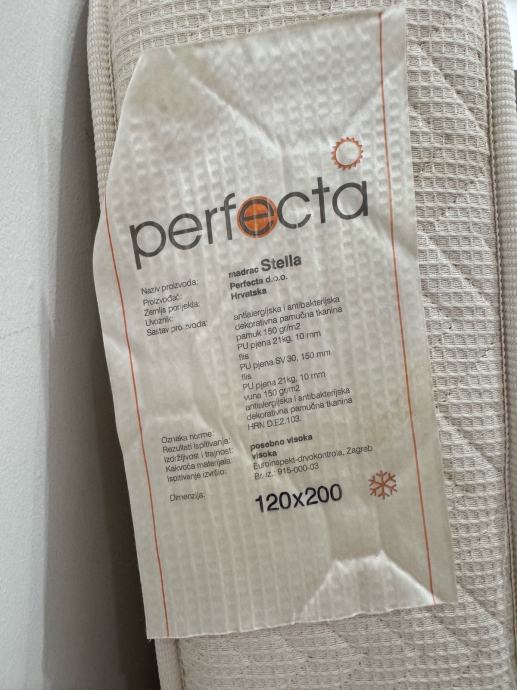 perfecta
Naziv proizvoda: madrac Stella
Proizvođač: Perfecta d.o.o.
Zemlja porijekla: Hrvatska
Uvoznik:
Sastav proizvoda: antialergijska i antibakterijska
dekorativna pamučna tkanina
pamuk 150 gr/m2
PU pjena 21kg, 10 mm
flis
PU pjena SV 30, 150 mm
flis
PU pjena 21kg, 10 mm
vuna 150 gr/m2
antialergijska i antibakterijska
dekorativna pamučna tkanina
Oznaka norme: HRN D.E2.103.
Rezultati ispitivanja:
Izdržljivost i trajnost: posebno visoka
Kakvoća materijala: visoka
Ispitivanje izvršio: Euroinspekt-drvokontrola, Zagreb
Br. iz.: 915-000-03
Dimenzija: 120x200